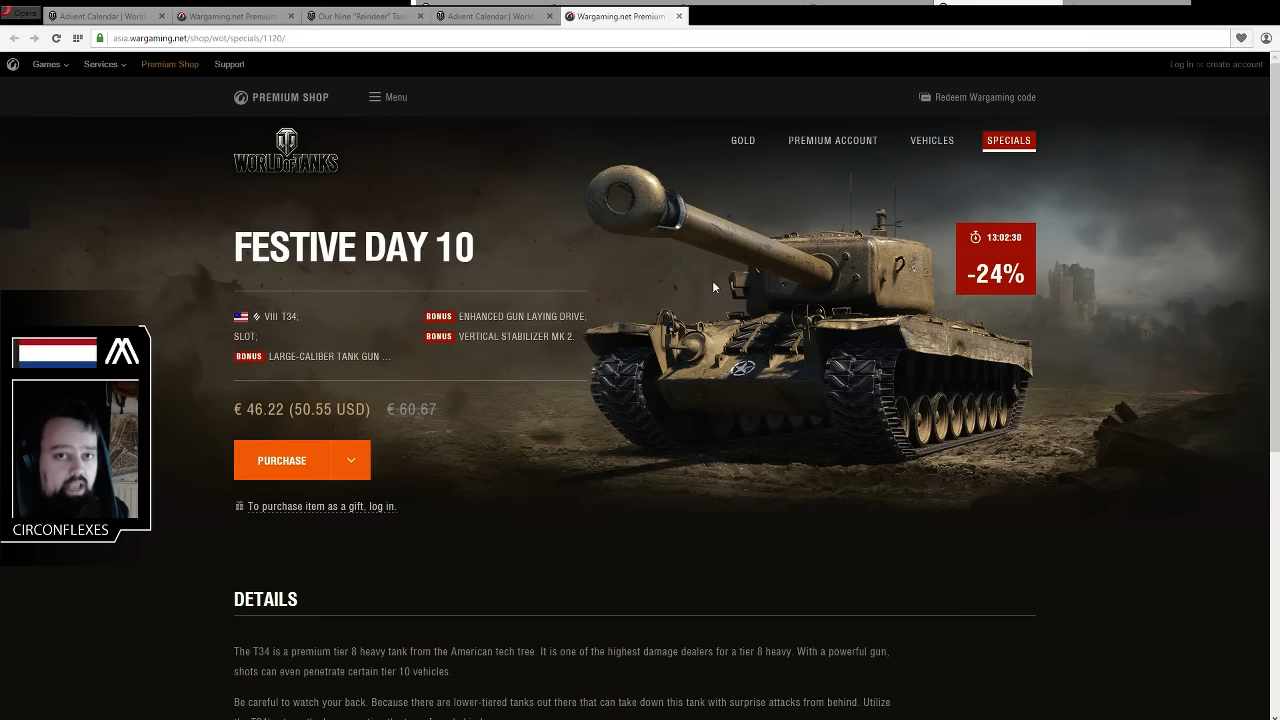 Opera
Advent Calendar | World
Wargaming.net Premium
Our Nine "Reindeer" Tan
Advent Calendar | World
Wargaming.net Premium
asia.wargaming.net/shop/wot/specials/1120/
Games
Services
Premium Shop
Support
Log in or create account
PREMIUM SHOP
Menu
Redeem Wargaming code
WORLD OF TANKS
GOLD
PREMIUM ACCOUNT
VEHICLES
SPECIALS
FESTIVE DAY 10
13:02:30
-24%
VIII T34;
SLOT;
BONUS LARGE-CALIBER TANK GUN ...
BONUS ENHANCED GUN LAYING DRIVE,
BONUS VERTICAL STABILIZER MK 2.
€ 46.22 (50.55 USD) € 60.67
PURCHASE
To purchase item as a gift, log in.
CIRCONFLEXES
DETAILS
The T34 is a premium tier 8 heavy tank from the American tech tree. It is one of the highest damage dealers for a tier 8 heavy. With a powerful gun,
shots can even penetrate certain tier 10 vehicles.
Be careful to watch your back. Because there are lower-tiered tanks out there that can take down this tank with surprise attacks from behind. Utilize